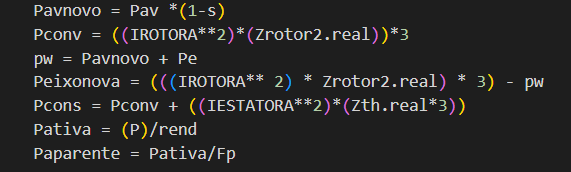 Pavnovo = Pav *(1-s)
Pconv = ((IROTORA**2)*(Zrotor2.real))*3
pw = Pavnovo + Pe
Peixonova = (((IROTORA** 2) * Zrotor2.real) * 3) - pw
Pcons = Pconv + ((IESTATORA**2)*(Zth.real*3))
Pativa = (P)/rend
Paparente = Pativa/Fp